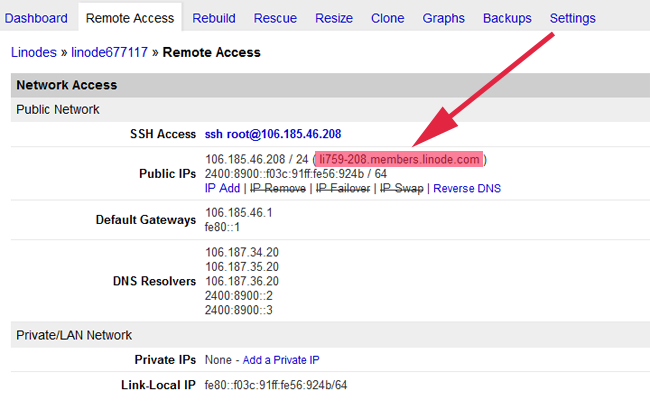 Dashboard Remote Access Rebuild Rescue Resize Clone Graphs Backups Settings
Linodes » linode677117 » Remote Access
Network Access
Public Network
SSH Access ssh root@106.185.46.208
Public IPs 106.185.46.208 / 24 (li759-208.members.linode.com)
2400:8900::f03c:91ff:fe56:924b / 64
IP Add | IP Remove | IP Failover | IP Swap | Reverse DNS
Default Gateways 106.185.46.1
fe80::1
DNS Resolvers 106.187.34.20
106.187.35.20
106.187.36.20
2400:8900::2
2400:8900::3
Private/LAN Network
Private IPs None - Add a Private IP
Link-Local IP fe80::f03c:91ff:fe56:924b/64